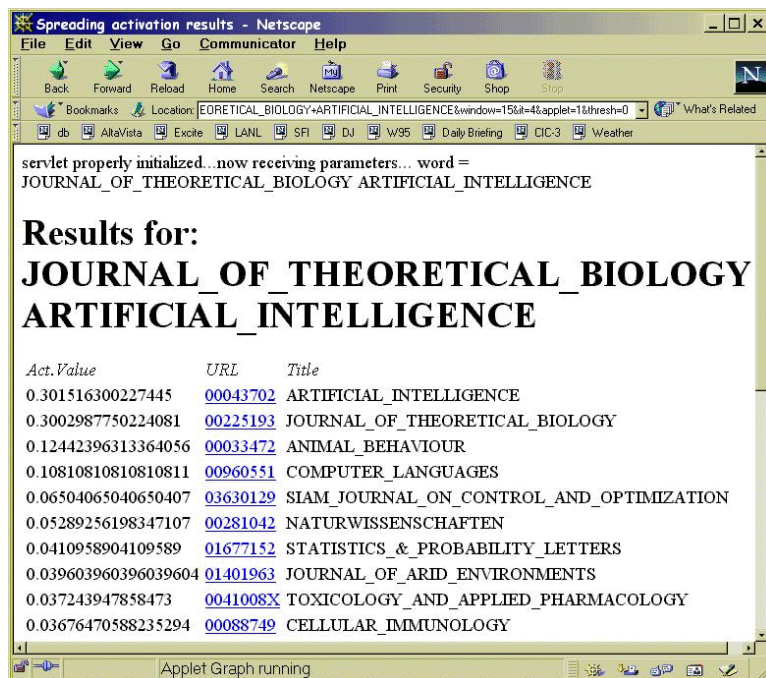 Spreading activation results - Netscape
File Edit View Go Communicator Help
Back Forward Reload Home Search Netscape Print Security Shop Stop
Bookmarks Location: EORETICAL_BIOLOGY+ARTIFICIAL_INTELLIGENCE&window=15&it=4&applet=1&thresh=0 What's Related
db AltaVista Excite LANL SFI DJ W95 Daily Briefing CIC-3 Weather
servlet properly initialized...now receiving parameters... word =
JOURNAL_OF_THEORETICAL_BIOLOGY ARTIFICIAL_INTELLIGENCE
Results for:
JOURNAL_OF_THEORETICAL_BIOLOGY
ARTIFICIAL_INTELLIGENCE
Act.Value URL Title
0.301516300227445 00043702 ARTIFICIAL_INTELLIGENCE
0.3002987750224081 00225193 JOURNAL_OF_THEORETICAL_BIOLOGY
0.12442396313364056 00033472 ANIMAL_BEHAVIOUR
0.10810810810810811 00960551 COMPUTER_LANGUAGES
0.06504065040650407 03630129 SIAM_JOURNAL_ON_CONTROL_AND_OPTIMIZATION
0.05289256198347107 00281042 NATURWISSENSCHAFTEN
0.0410958904109589 01677152 STATISTICS_&_PROBABILITY_LETTERS
0.039603960396039604 01401963 JOURNAL_OF_ARID_ENVIRONMENTS
0.037243947858473 0041008X TOXICOLOGY_AND_APPLIED_PHARMACOLOGY
0.03676470588235294 00088749 CELLULAR_IMMUNOLOGY
Applet Graph running